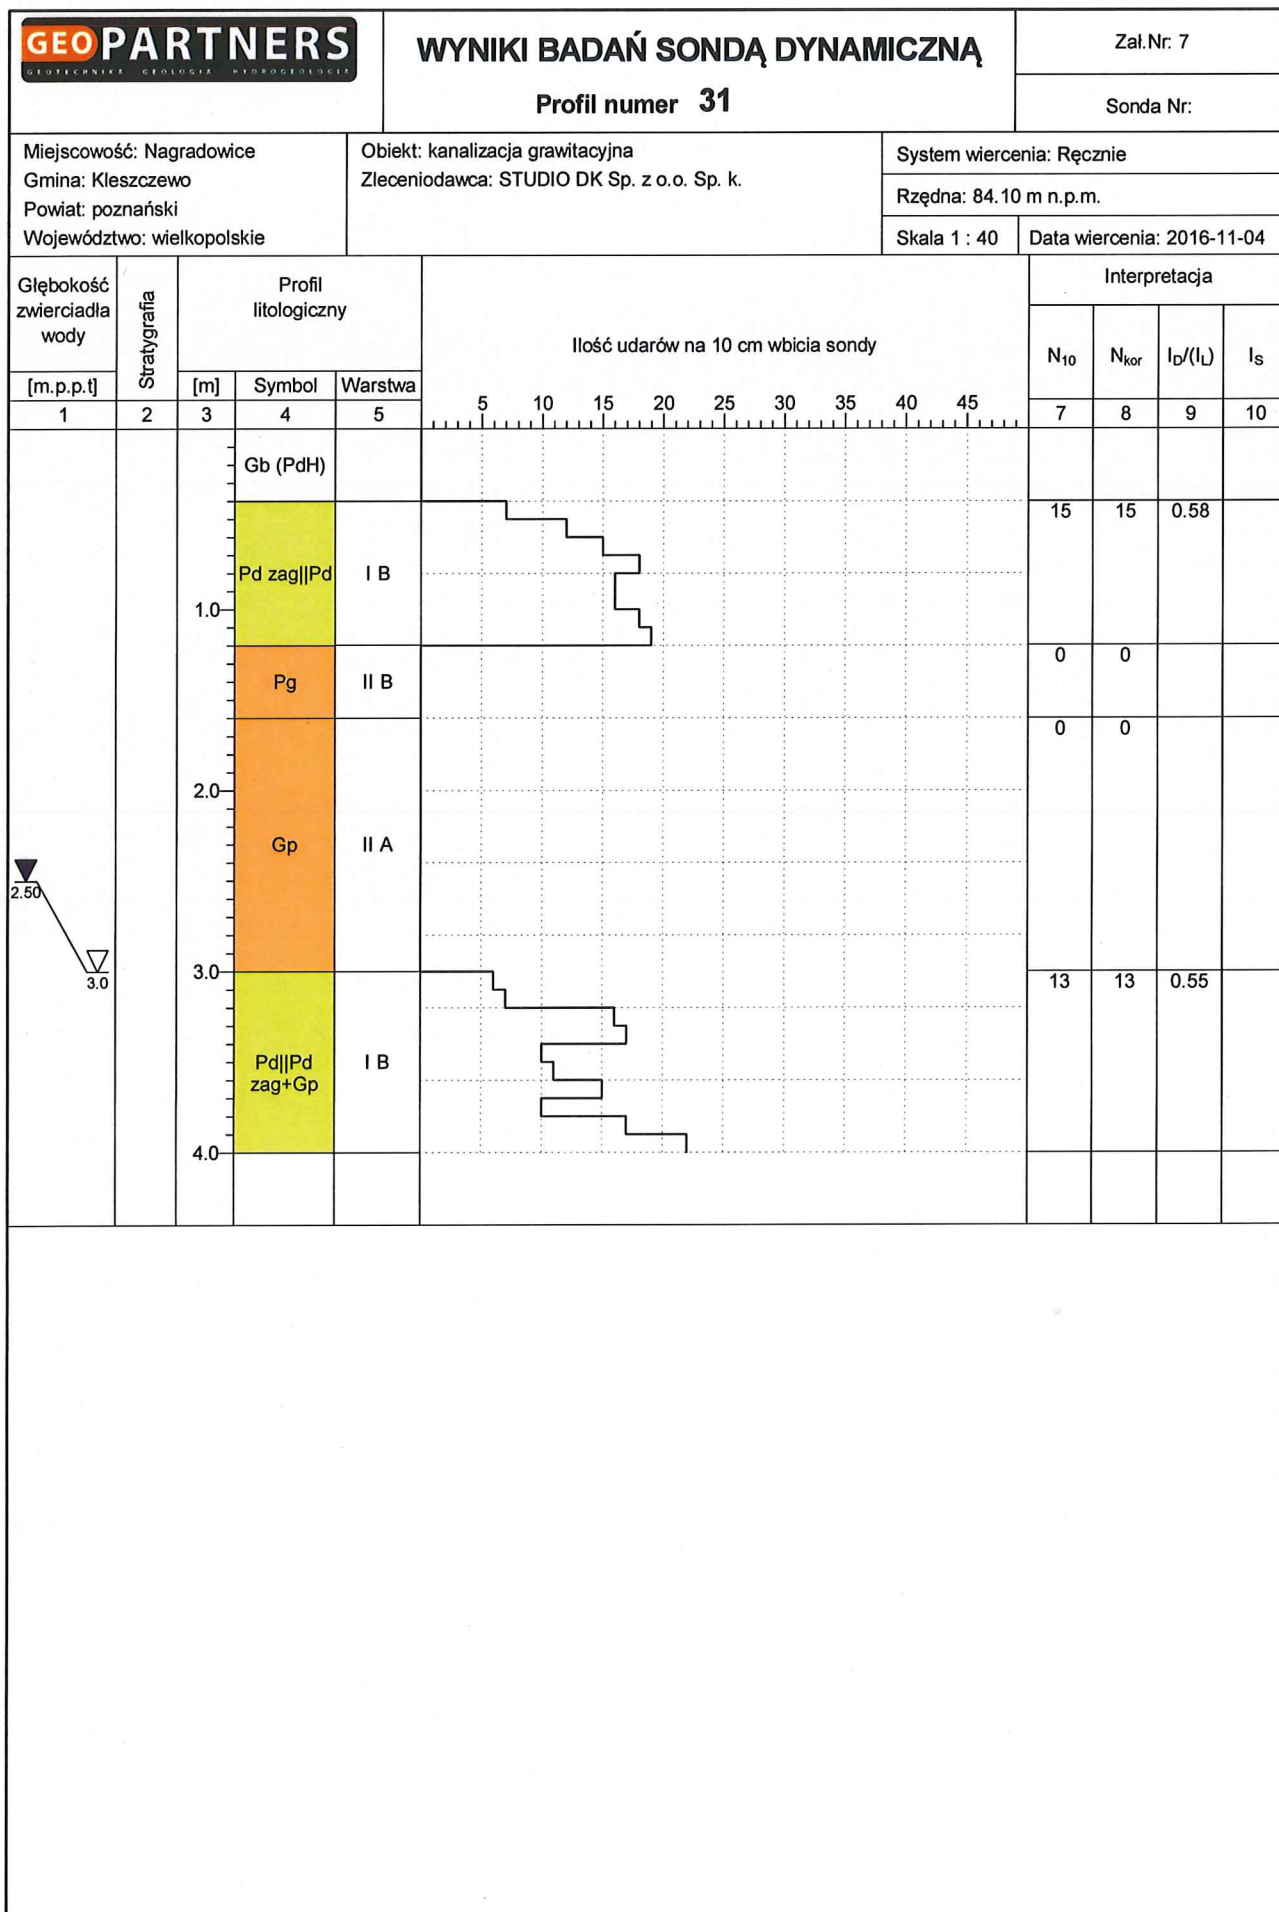 GEOPARTNERS
GEOTECHNIKA GEOLOGIA HYDROGEOLOGIA
WYNIKI BADAŃ SONDĄ DYNAMICZNĄ
Profil numer 31
Zał.Nr: 7
Sonda Nr:
Miejscowość: Nagradowice
Gmina: Kleszczewo
Powiat: poznański
Województwo: wielkopolskie
Obiekt: kanalizacja grawitacyjna
Zleceniodawca: STUDIO DK Sp. z o.o. Sp. k.
System wiercenia: Ręcznie
Rzędna: 84.10 m n.p.m.
Skala 1 : 40
Data wiercenia: 2016-11-04
Głębokość
zwierciadła
wody
[m.p.p.t]
Stratygrafia
Profil
litologiczny
[m] Symbol Warstwa
Ilość udarów na 10 cm wbicia sondy
5 10 15 20 25 30 35 40 45
Interpretacja
N10 Nkor ID/(IL) IS
1 2 3 4 5 7 8 9 10
Gb (PdH)
15 15 0.58
Pd zag||Pd I B
1.0
0 0
Pg II B
0 0
2.0
Gp II A
2.50
3.0
3.0
13 13 0.55
Pd||Pd
zag+Gp
I B
4.0